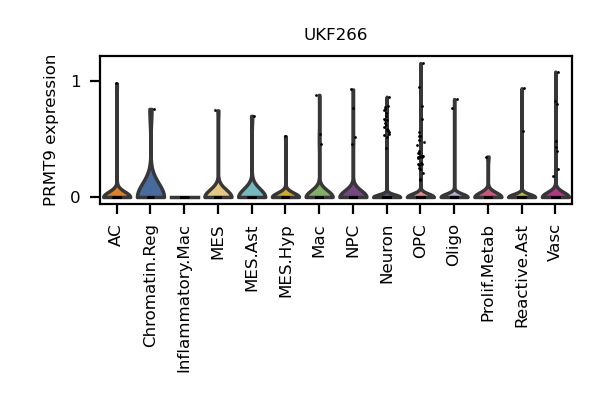 UKF266
PRMT9 expression
1
0
AC
Chromatin.Reg
Inflammatory.Mac
MES
MES.Ast
MES.Hyp
Mac
NPC
Neuron
OPC
Oligo
Prolif.Metab
Reactive.Ast
Vasc